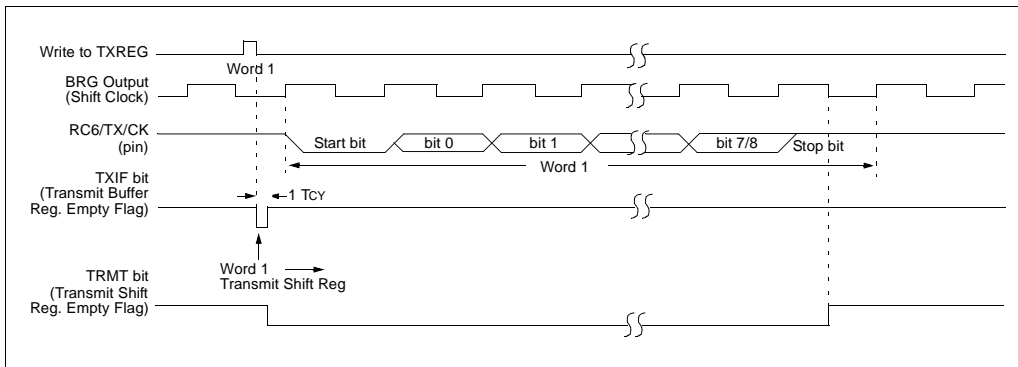 Write to TXREG
Word 1
BRG Output
(Shift Clock)
RC6/TX/CK
(pin)
Start bit
bit 0
bit 1
bit 7/8
Stop bit
Word 1
TXIF bit
(Transmit Buffer
Reg. Empty Flag)
1 TCY
Word 1
Transmit Shift Reg
TRMT bit
(Transmit Shift
Reg. Empty Flag)